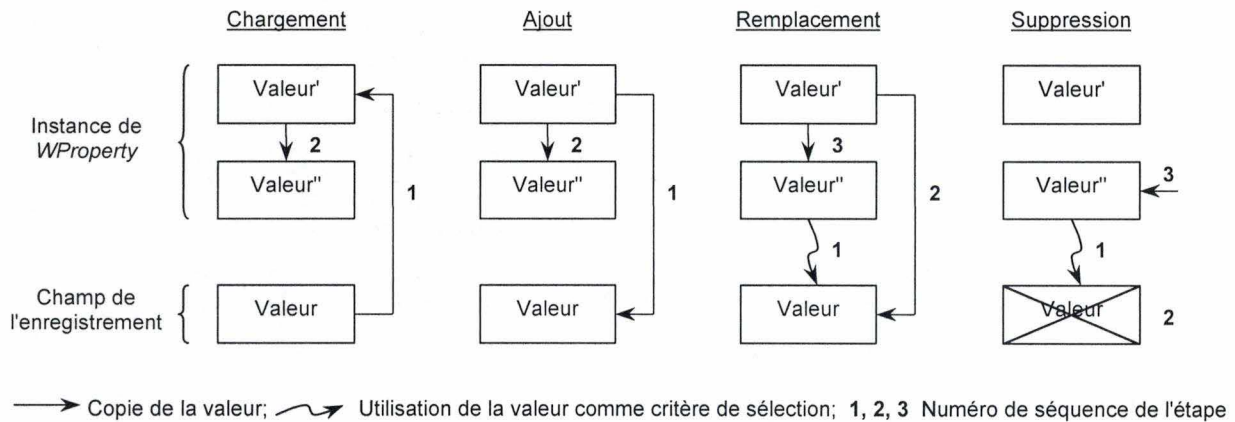 Chargement Ajout Remplacement Suppression
Valeur' Valeur' Valeur' Valeur'
Instance de
WProperty
2 2 3 3
Valeur" Valeur" Valeur" Valeur"
1 1 2
1 1
Champ de
l'enregistrement
Valeur Valeur Valeur Valeur 2
Copie de la valeur; Utilisation de la valeur comme critère de sélection; 1, 2, 3 Numéro de séquence de l'étape